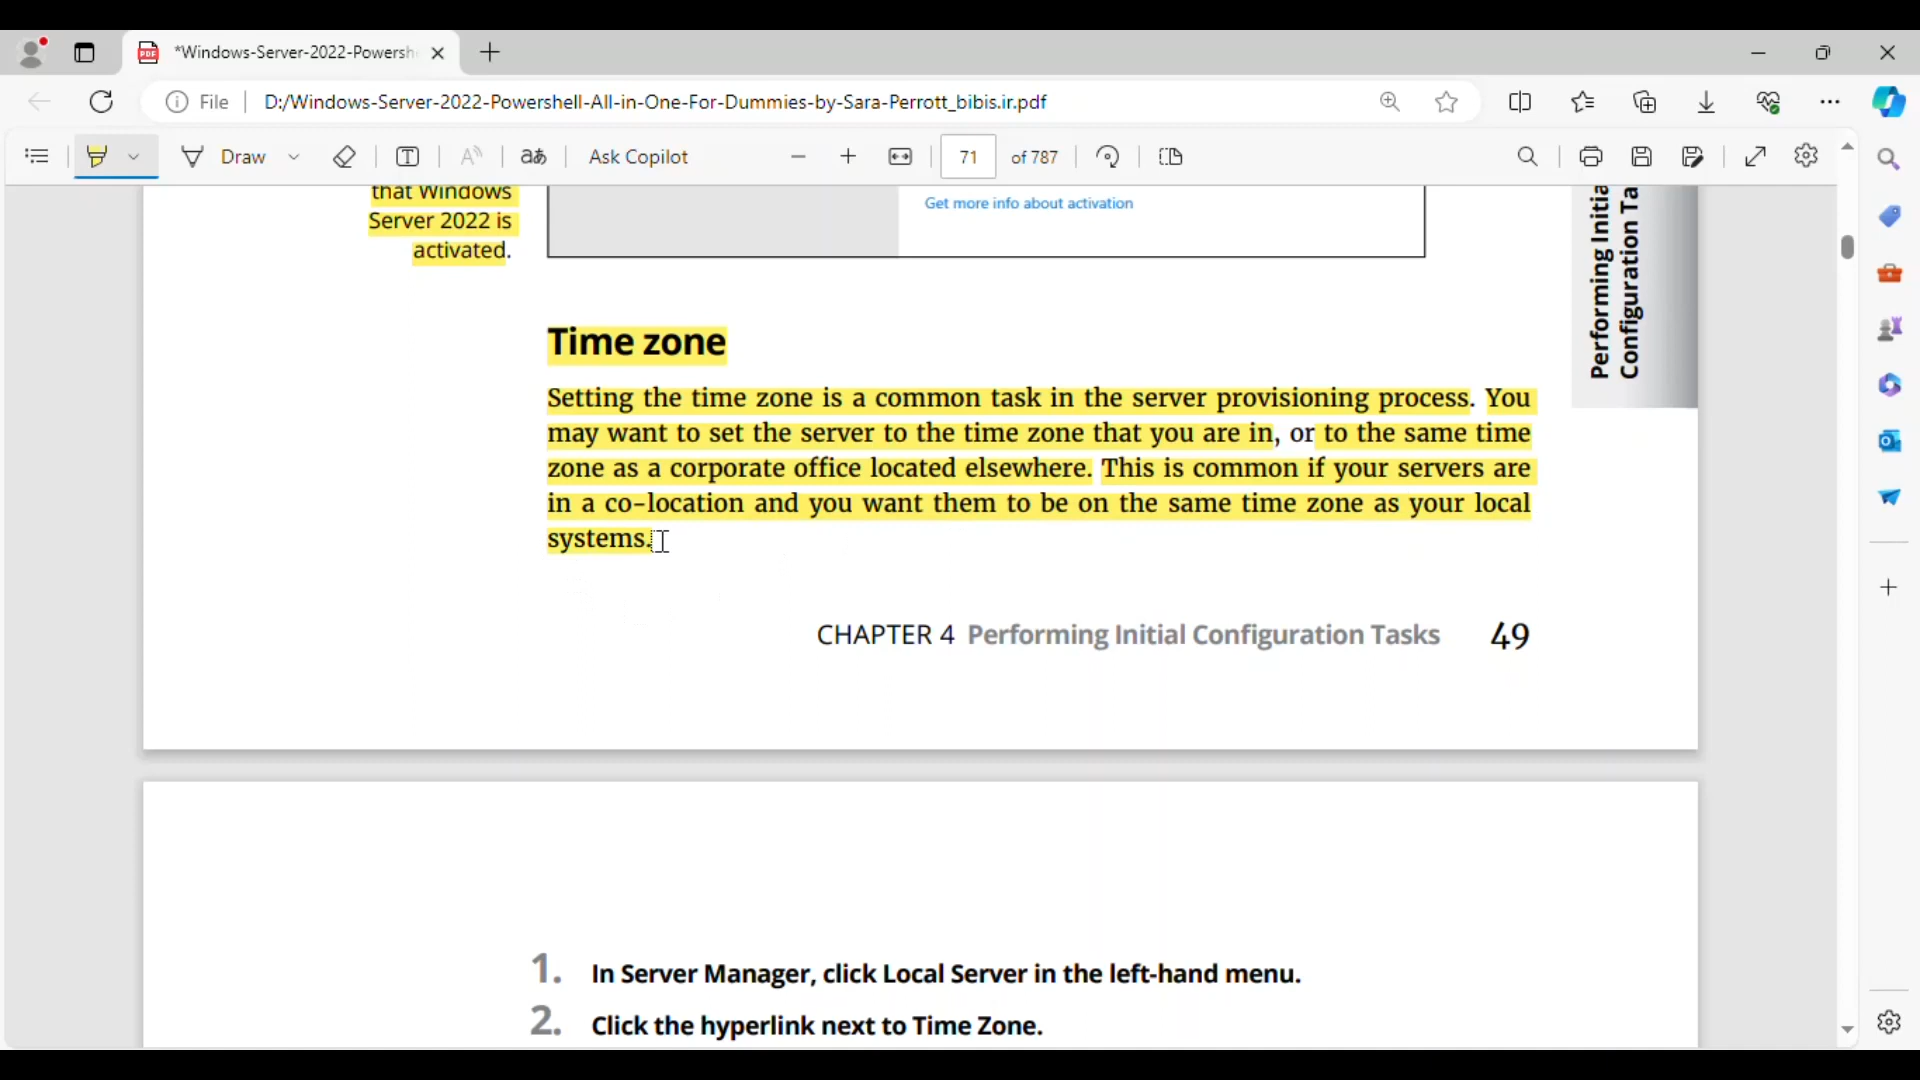 *Windows-Server-2022-Powersh
File
D:/Windows-Server-2022-Powershell-All-in-One-For-Dummies-by-Sara-Perrott_bibis.ir.pdf
Draw
aあ
Ask Copilot
71
of 787
that Windows
Server 2022 is
activated.
Get more info about activation
Performing Initia
Configuration Ta
Time zone
Setting the time zone is a common task in the server provisioning process. You
may want to set the server to the time zone that you are in, or to the same time
zone as a corporate office located elsewhere. This is common if your servers are
in a co-location and you want them to be on the same time zone as your local
systems.
CHAPTER 4 Performing Initial Configuration Tasks 49
1. In Server Manager, click Local Server in the left-hand menu.
2. Click the hyperlink next to Time Zone.